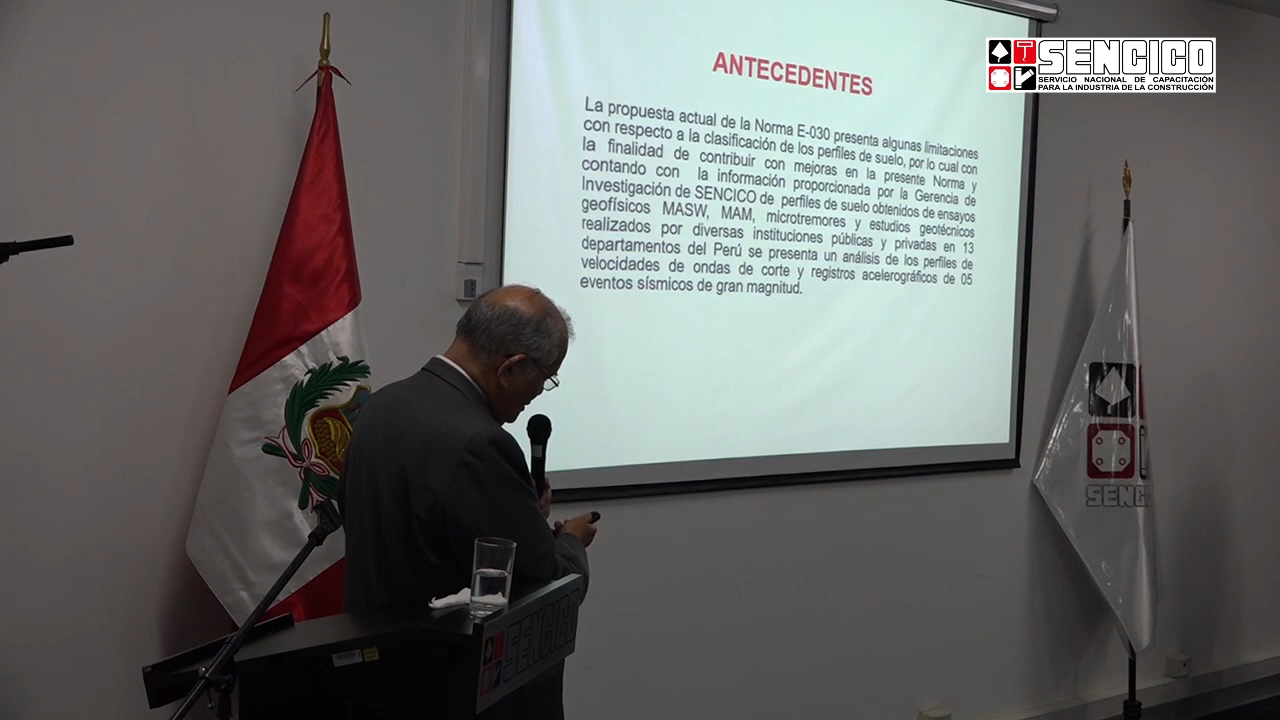 SENCICO
SERVICIO NACIONAL DE CAPACITACIÓN
PARA LA INDUSTRIA DE LA CONSTRUCCIÓN
ANTECEDENTES
La propuesta actual de la Norma E-030 presenta algunas limitaciones
con respecto a la clasificación de los perfiles de suelo, por lo cual con
la finalidad de contribuir con mejoras en la presente Norma y
contando con la información proporcionada por la Gerencia de
Investigación de SENCICO de perfiles de suelo obtenidos de ensayos
geofísicos MASW, MAM, microtremores y estudios geotécnicos
realizados por diversas instituciones públicas y privadas en 13
departamentos del Perú se presenta un análisis de los perfiles de
velocidades de ondas de corte y registros acelerográficos de 05
eventos sísmicos de gran magnitud.
SENC
SENCICO